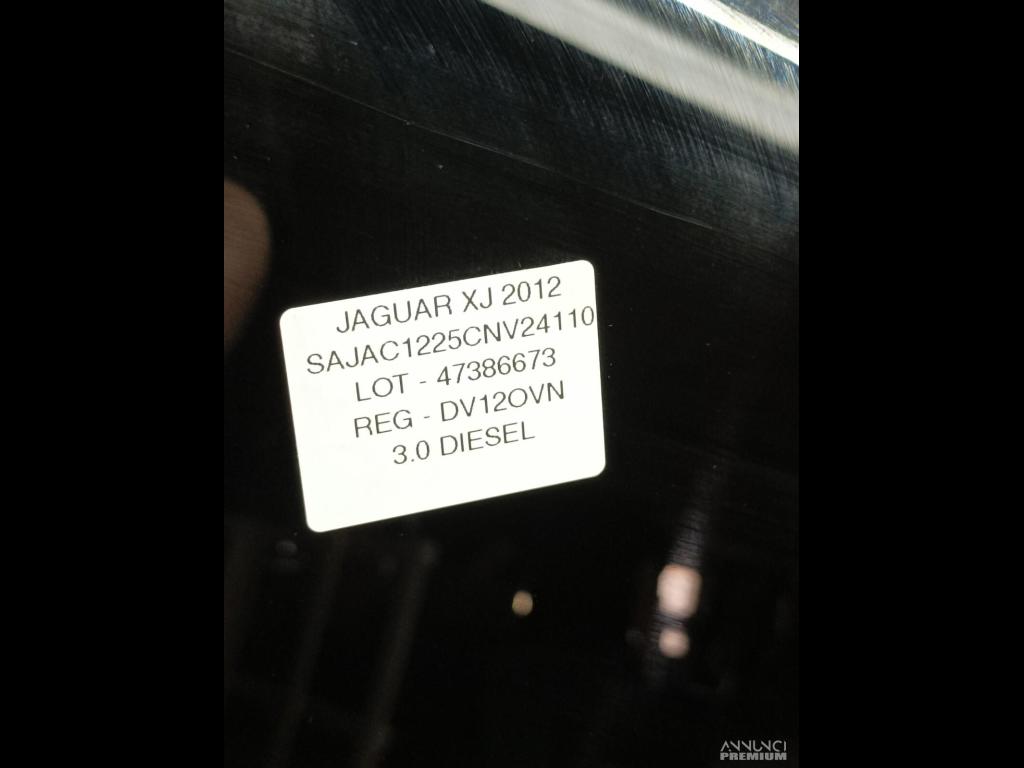 JAGUAR XJ 2012
SAJAC1225CNV24110
LOT - 47386673
REG - DV12OVN
3.0 DIESEL
ANNUNCI
PREMIUM